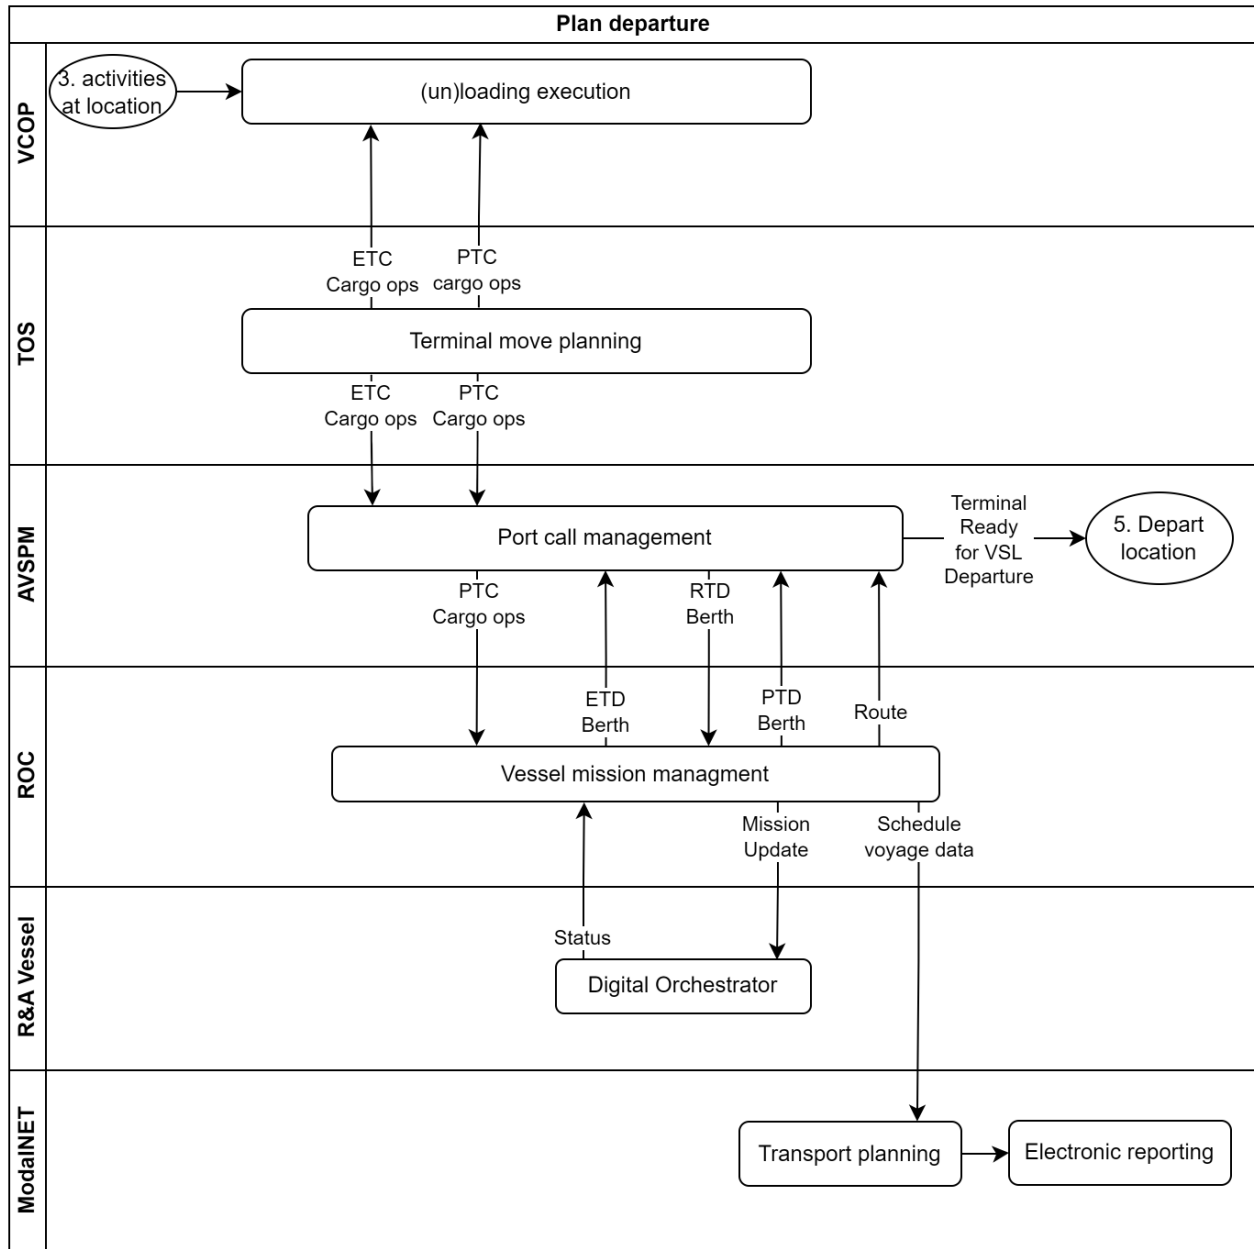 Plan departure
VCOP
3. activities
at location
(un)loading execution
ETC
Cargo ops
PTC
cargo ops
TOS
Terminal move planning
ETC
Cargo ops
PTC
Cargo ops
AVSPM
Port call management
Terminal
Ready
for VSL
Departure
5. Depart
location
PTC
Cargo ops
RTD
Berth
ETD
Berth
PTD
Berth
Route
ROC
Vessel mission managment
Mission
Update
Schedule
voyage data
R&A Vessel
Status
Digital Orchestrator
ModalNET
Transport planning
Electronic reporting